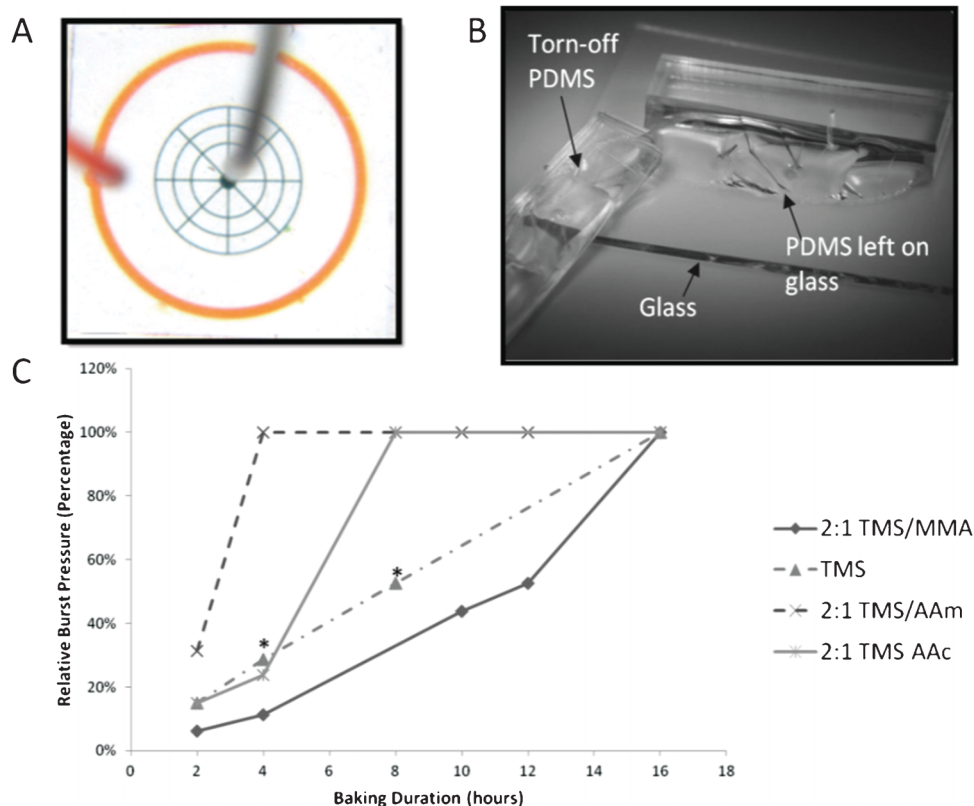 A
B
Torn-off
PDMS
PDMS left on
glass
Glass
C
120%
100%
80%
60%
40%
20%
0%
Relative Burst Pressure (Percentage)
*
*
0 2 4 6 8 10 12 14 16 18
Baking Duration (hours)
2:1 TMS/MMA
TMS
2:1 TMS/AAm
2:1 TMS AAc